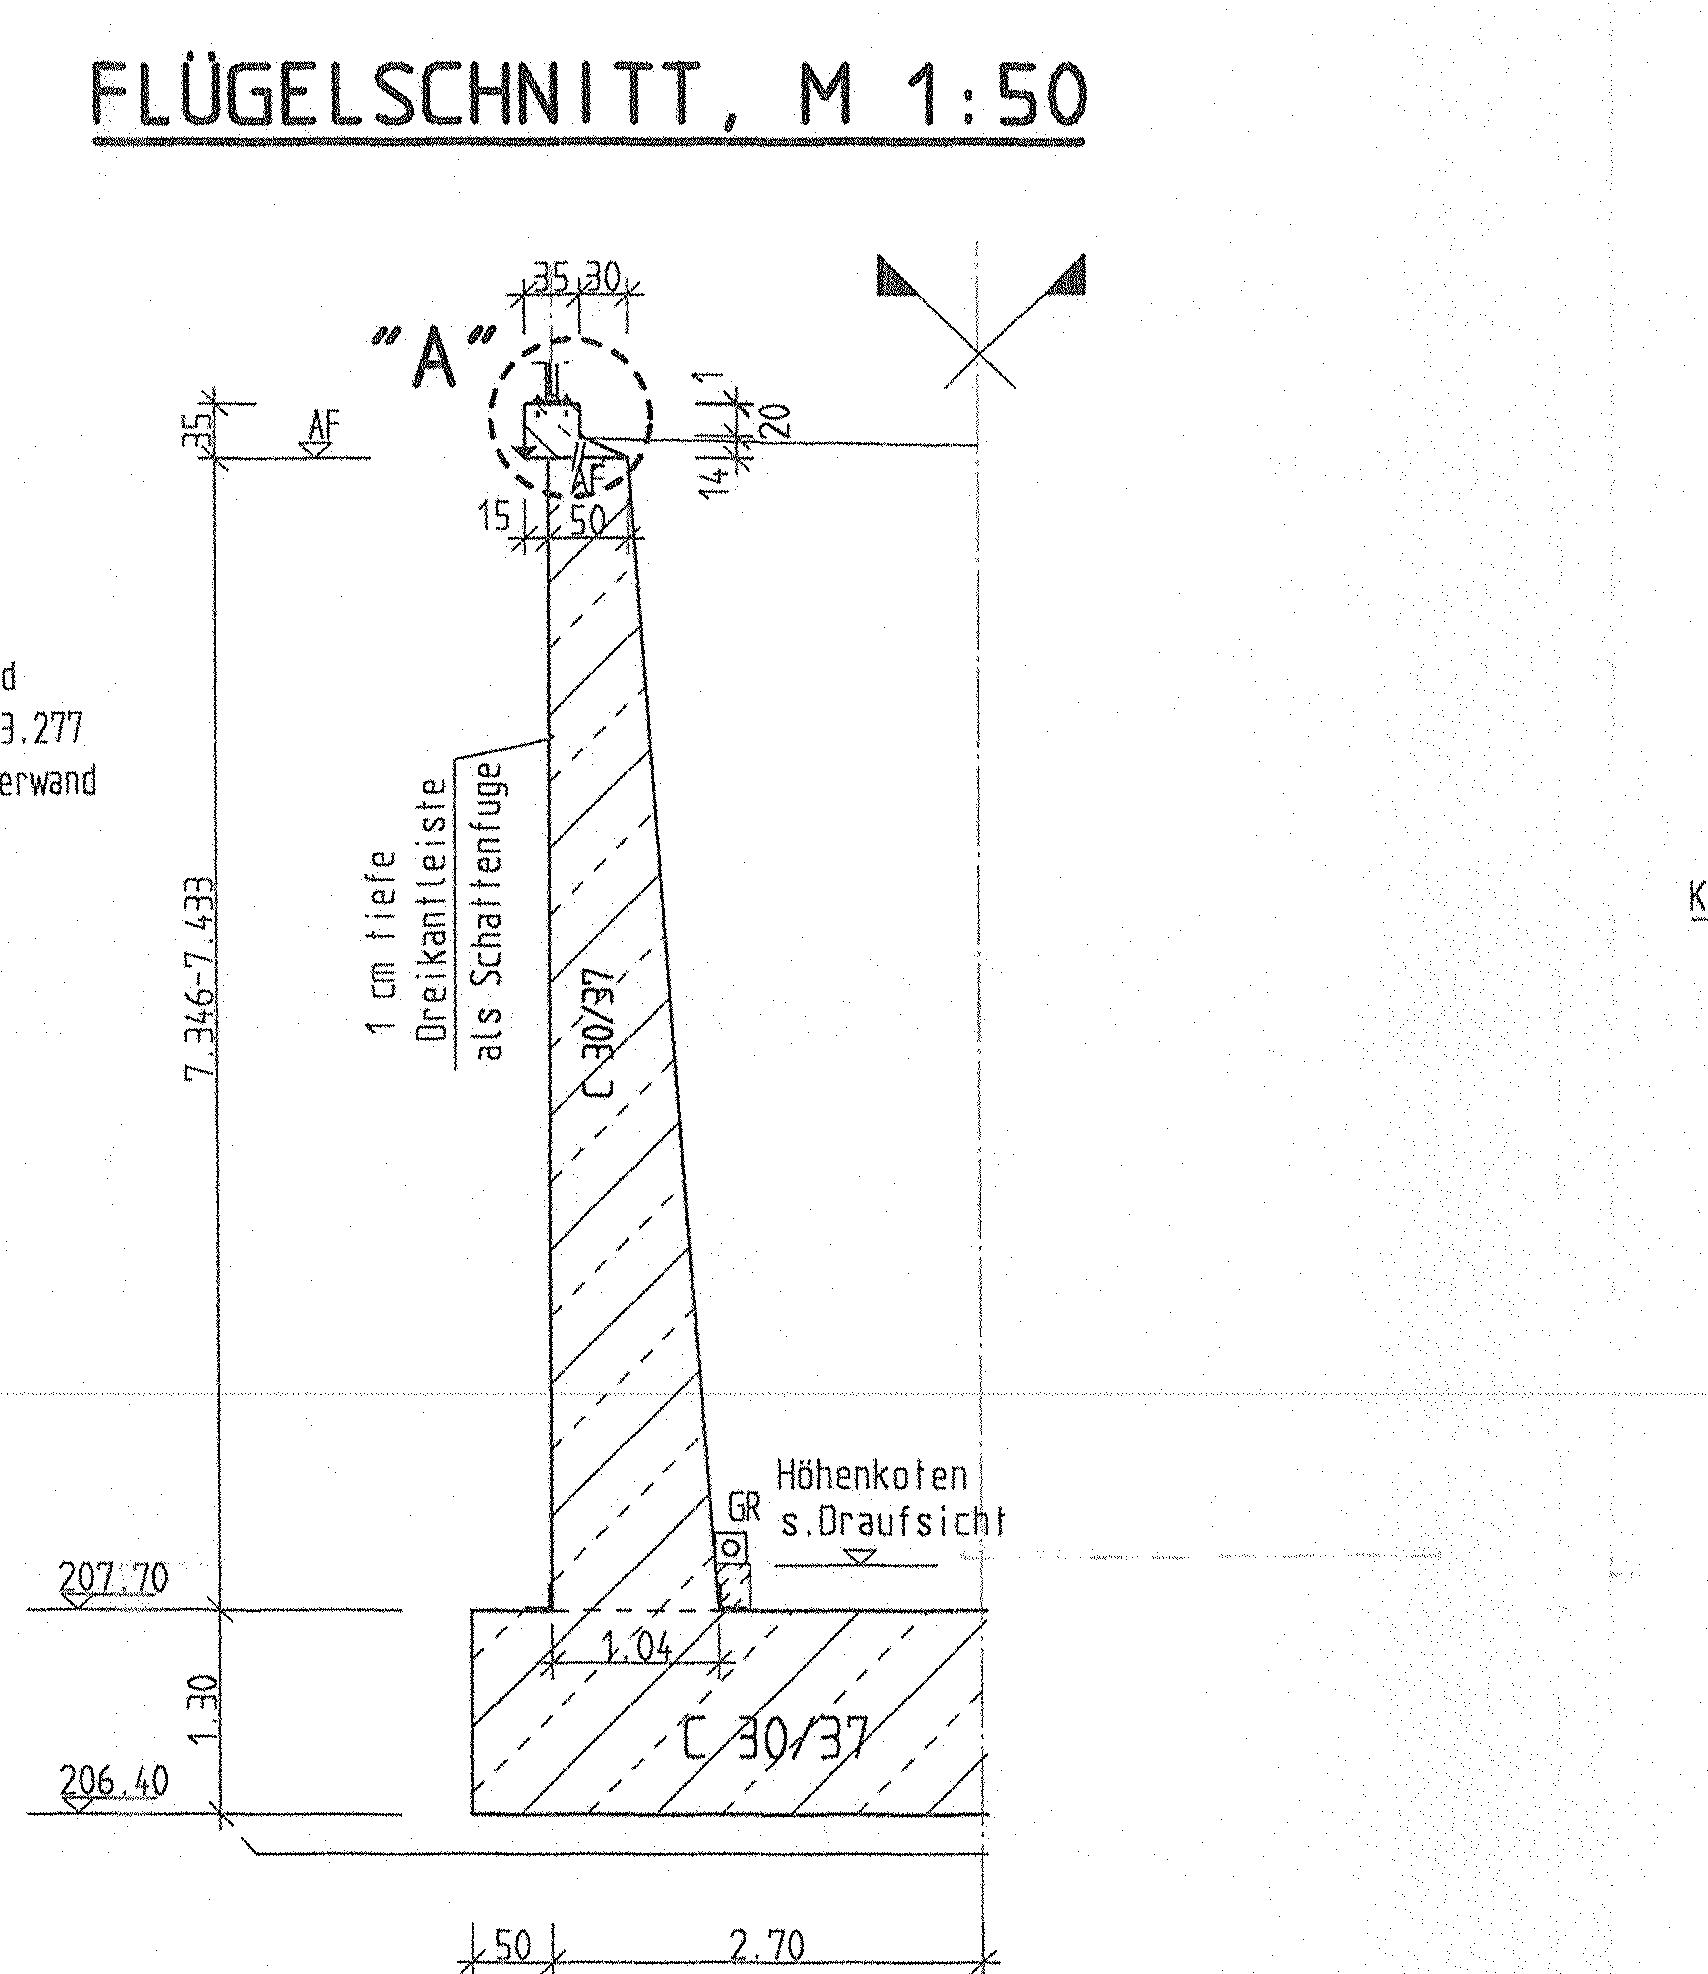 FLÜGELSCHNITT, M 1:50
35 30
"A"
1
35
AF
20
AF
14
15 50
d
3.277
erwand
1 cm tiefe
Dreikantleiste
als Schattenfuge
7.346-7.433
K
C 30/37
Höhenkoten
GR
s.Draufsicht
207.70
1.04
1.30
C 30/37
206.40
50 2.70